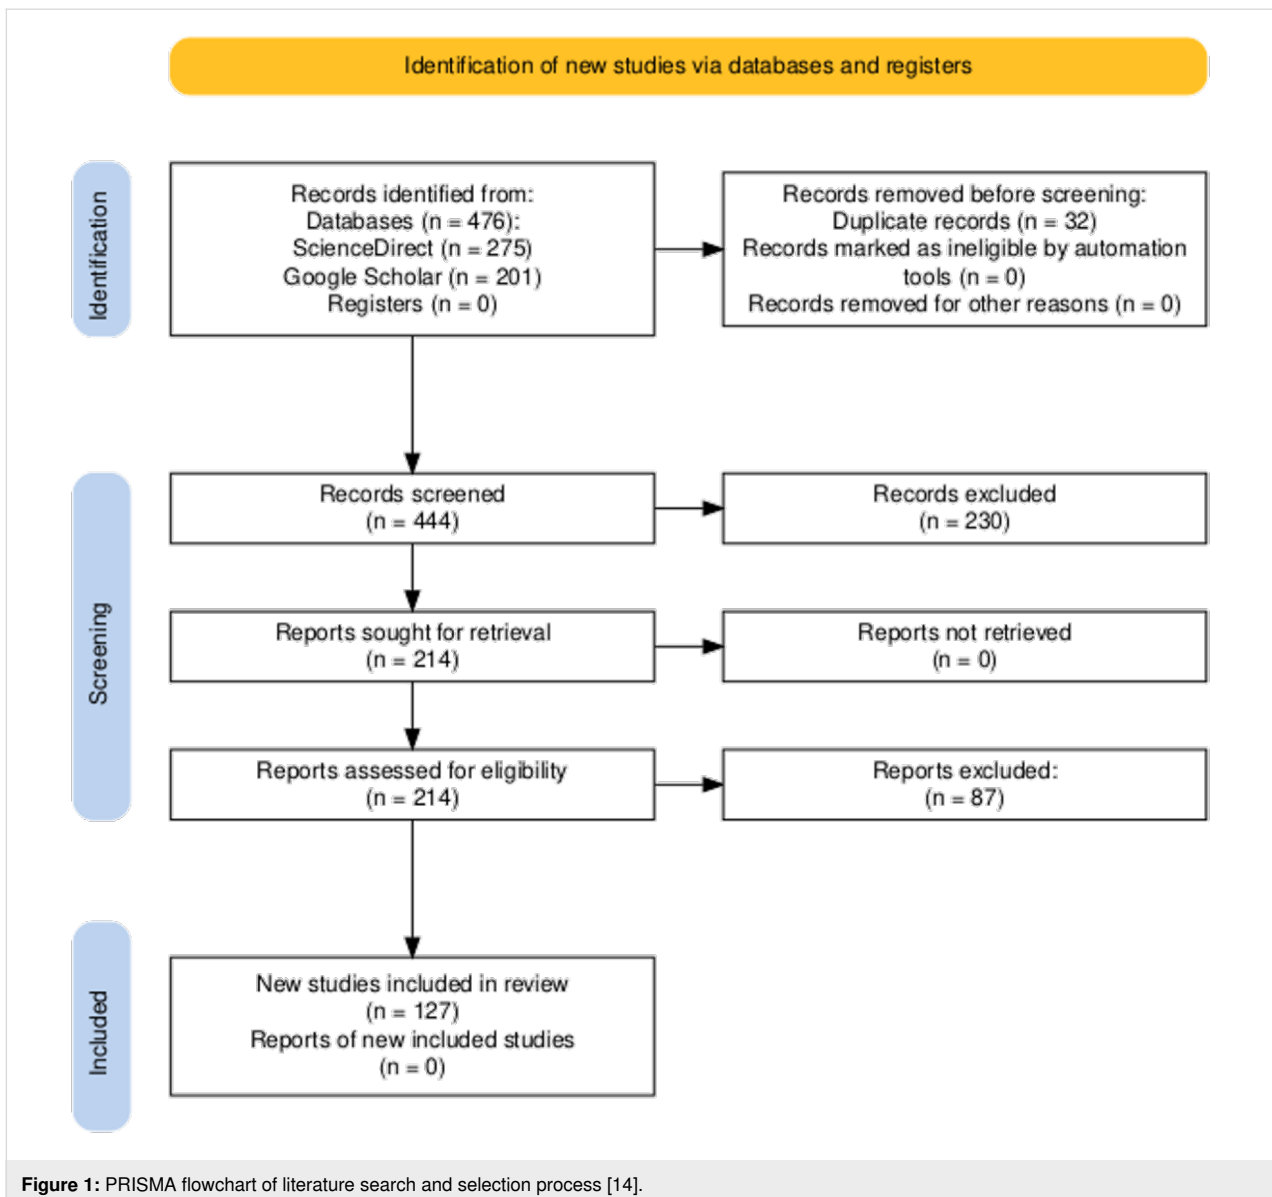 Identification of new studies via databases and registers
Identification
Records identified from:
Databases (n = 476):
ScienceDirect (n = 275)
Google Scholar (n = 201)
Registers (n = 0)
Records removed before screening:
Duplicate records (n = 32)
Records marked as ineligible by automation
tools (n = 0)
Records removed for other reasons (n = 0)
Screening
Records screened
(n = 444)
Records excluded
(n = 230)
Reports sought for retrieval
(n = 214)
Reports not retrieved
(n = 0)
Reports assessed for eligibility
(n = 214)
Reports excluded:
(n = 87)
Included
New studies included in review
(n = 127)
Reports of new included studies
(n = 0)
Figure 1: PRISMA flowchart of literature search and selection process [14].